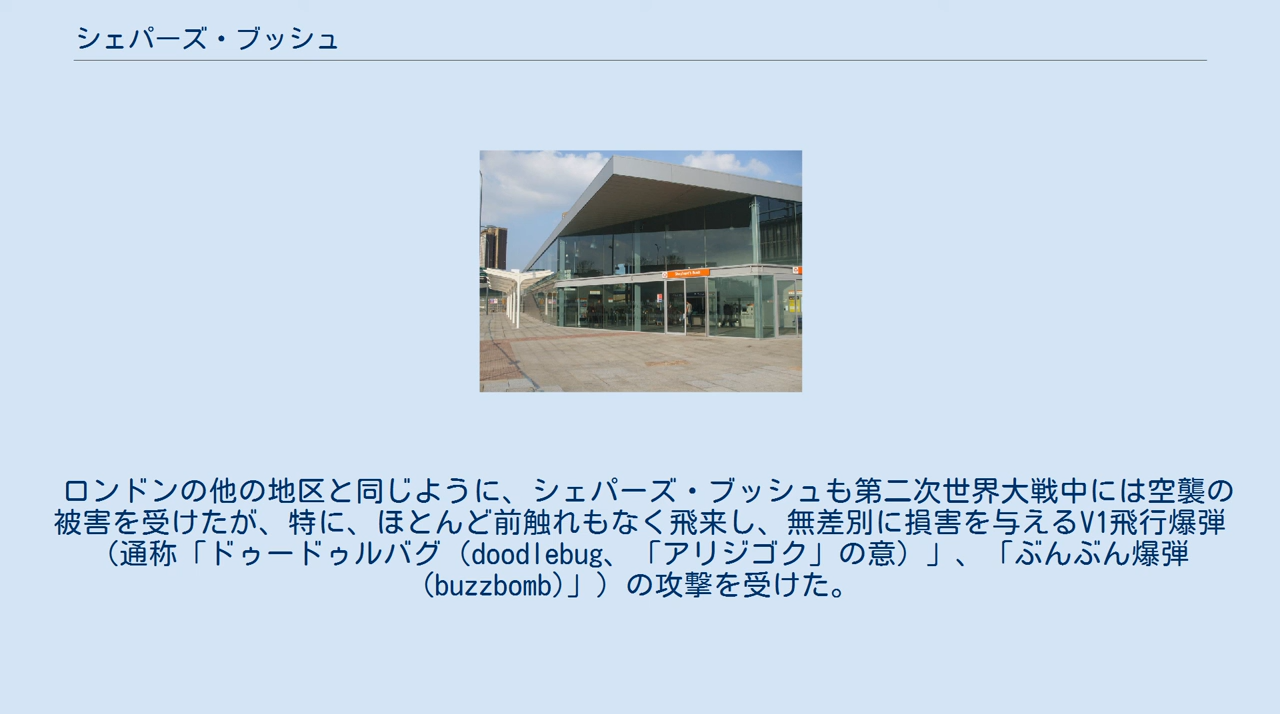 シェパーズ・ブッシュ
ロンドンの他の地区と同じように、シェパーズ・ブッシュも第二次世界大戦中には空襲の
被害を受けたが、特に、ほとんど前触れもなく飛来し、無差別に損害を与えるV1飛行爆弾
（通称「ドゥードゥルバグ（doodlebug、「アリジゴク」の意）」、「ぶんぶん爆弾
（buzzbomb)」）の攻撃を受けた。